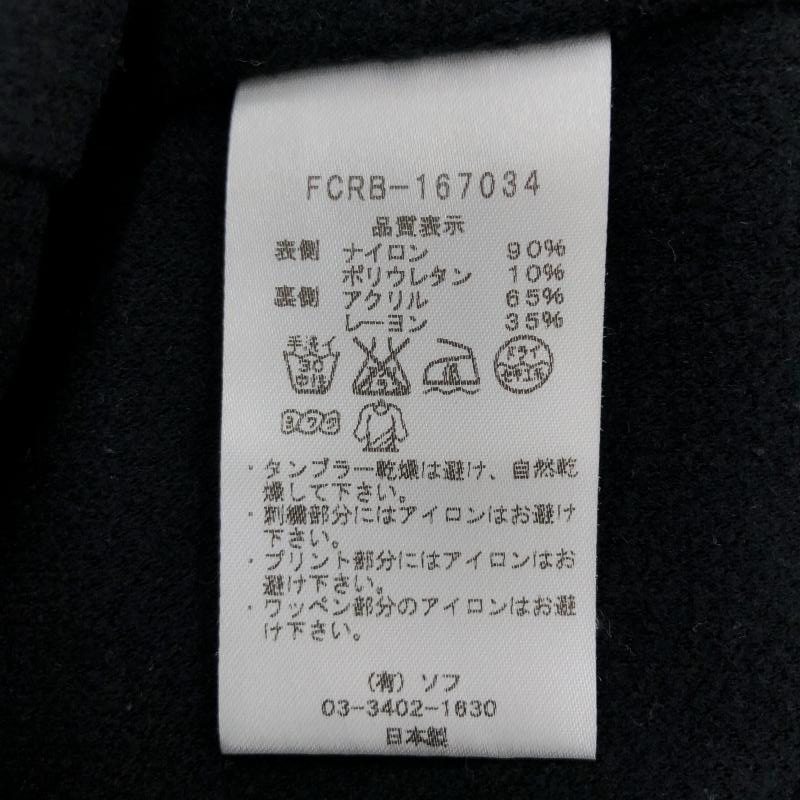 FCRB-167034
品質表示
表側 ナイロン 90%
ポリウレタン 10%
裏側 アクリル 65%
レーヨン 35%
手洗イ 30 中性 ドライ セキユ系
ヨワク
・タンブラー乾燥は避け、自然乾
燥して下さい。
・刺繍部分にはアイロンはお避け
下さい。
・プリント部分にはアイロンはお
避け下さい。
・ワッペン部分のアイロンはお避
け下さい。
(有)ソフ
03-3402-1630
日本製